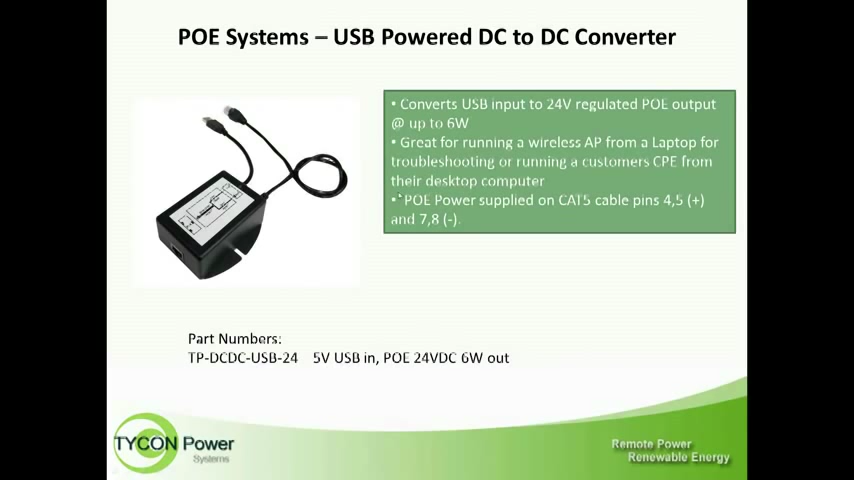 POE Systems – USB Powered DC to DC Converter
• Converts USB input to 24V regulated POE output
@ up to 6W
• Great for running a wireless AP from a Laptop for
troubleshooting or running a customers CPE from
their desktop computer
• POE Power supplied on CAT5 cable pins 4,5 (+)
and 7,8 (-).
Part Numbers:
TP-DCDC-USB-24 5V USB in, POE 24VDC 6W out
TYCON Power
Systems
Remote Power
Renewable Energy